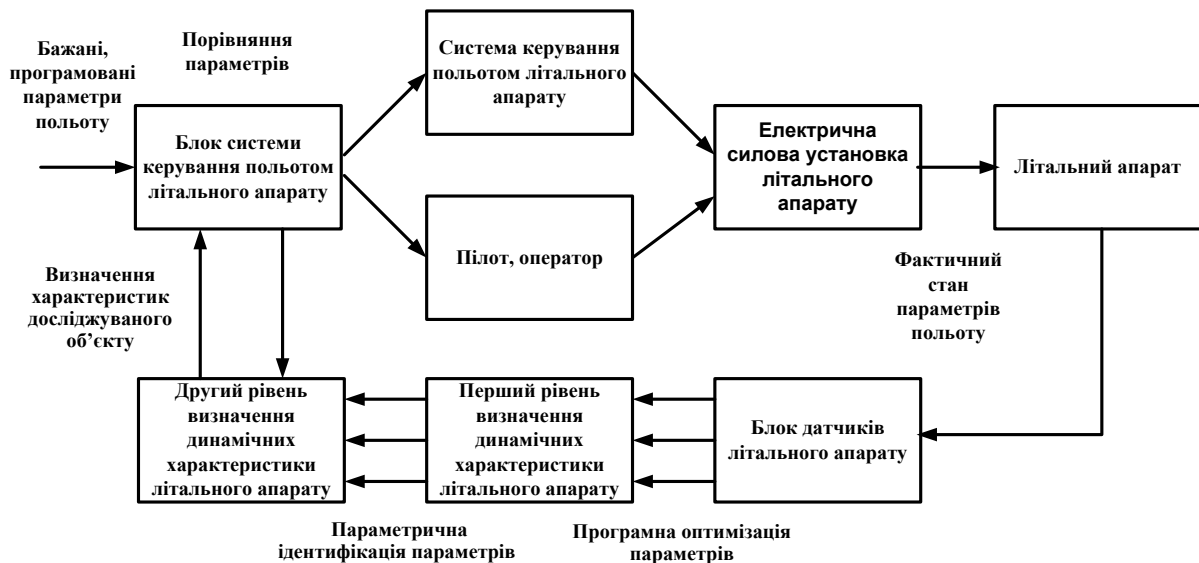 Бажані,
програмовані
параметри
польоту
Порівняння
параметрів
Блок системи
керування польотом
літального апарату
Система керування
польотом літального
апарату
Пілот, оператор
Електрична
силова установка
літального
апарату
Літальний апарат
Визначення
характеристик
досліджуваного
об’єкту
Фактичний
стан
параметрів
польоту
Другий рівень
визначення
динамічних
характеристики
літального апарату
Перший рівень
визначення
динамічних
характеристики
літального апарату
Блок датчиків
літального апарату
Параметрична
ідентифікація параметрів
Програмна оптимізація
параметрів